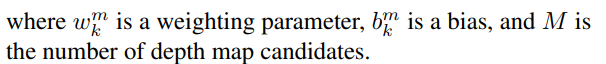 where $w_k^m$ is a weighting parameter, $b_k^m$ is a bias, and $M$ is
the number of depth map candidates.